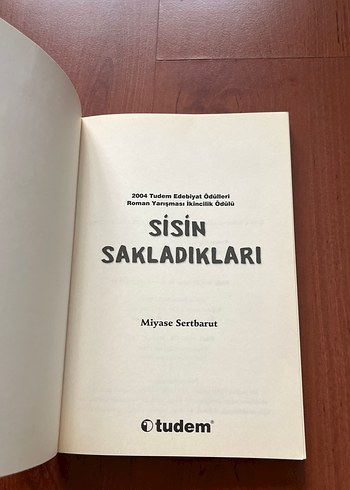 2004 Tudem Edebiyat Ödülleri
Roman Yarışması İkincilik Ödülü
SİSİN
SAKLADIKLARI
Miyase Sertbarut
tudem®